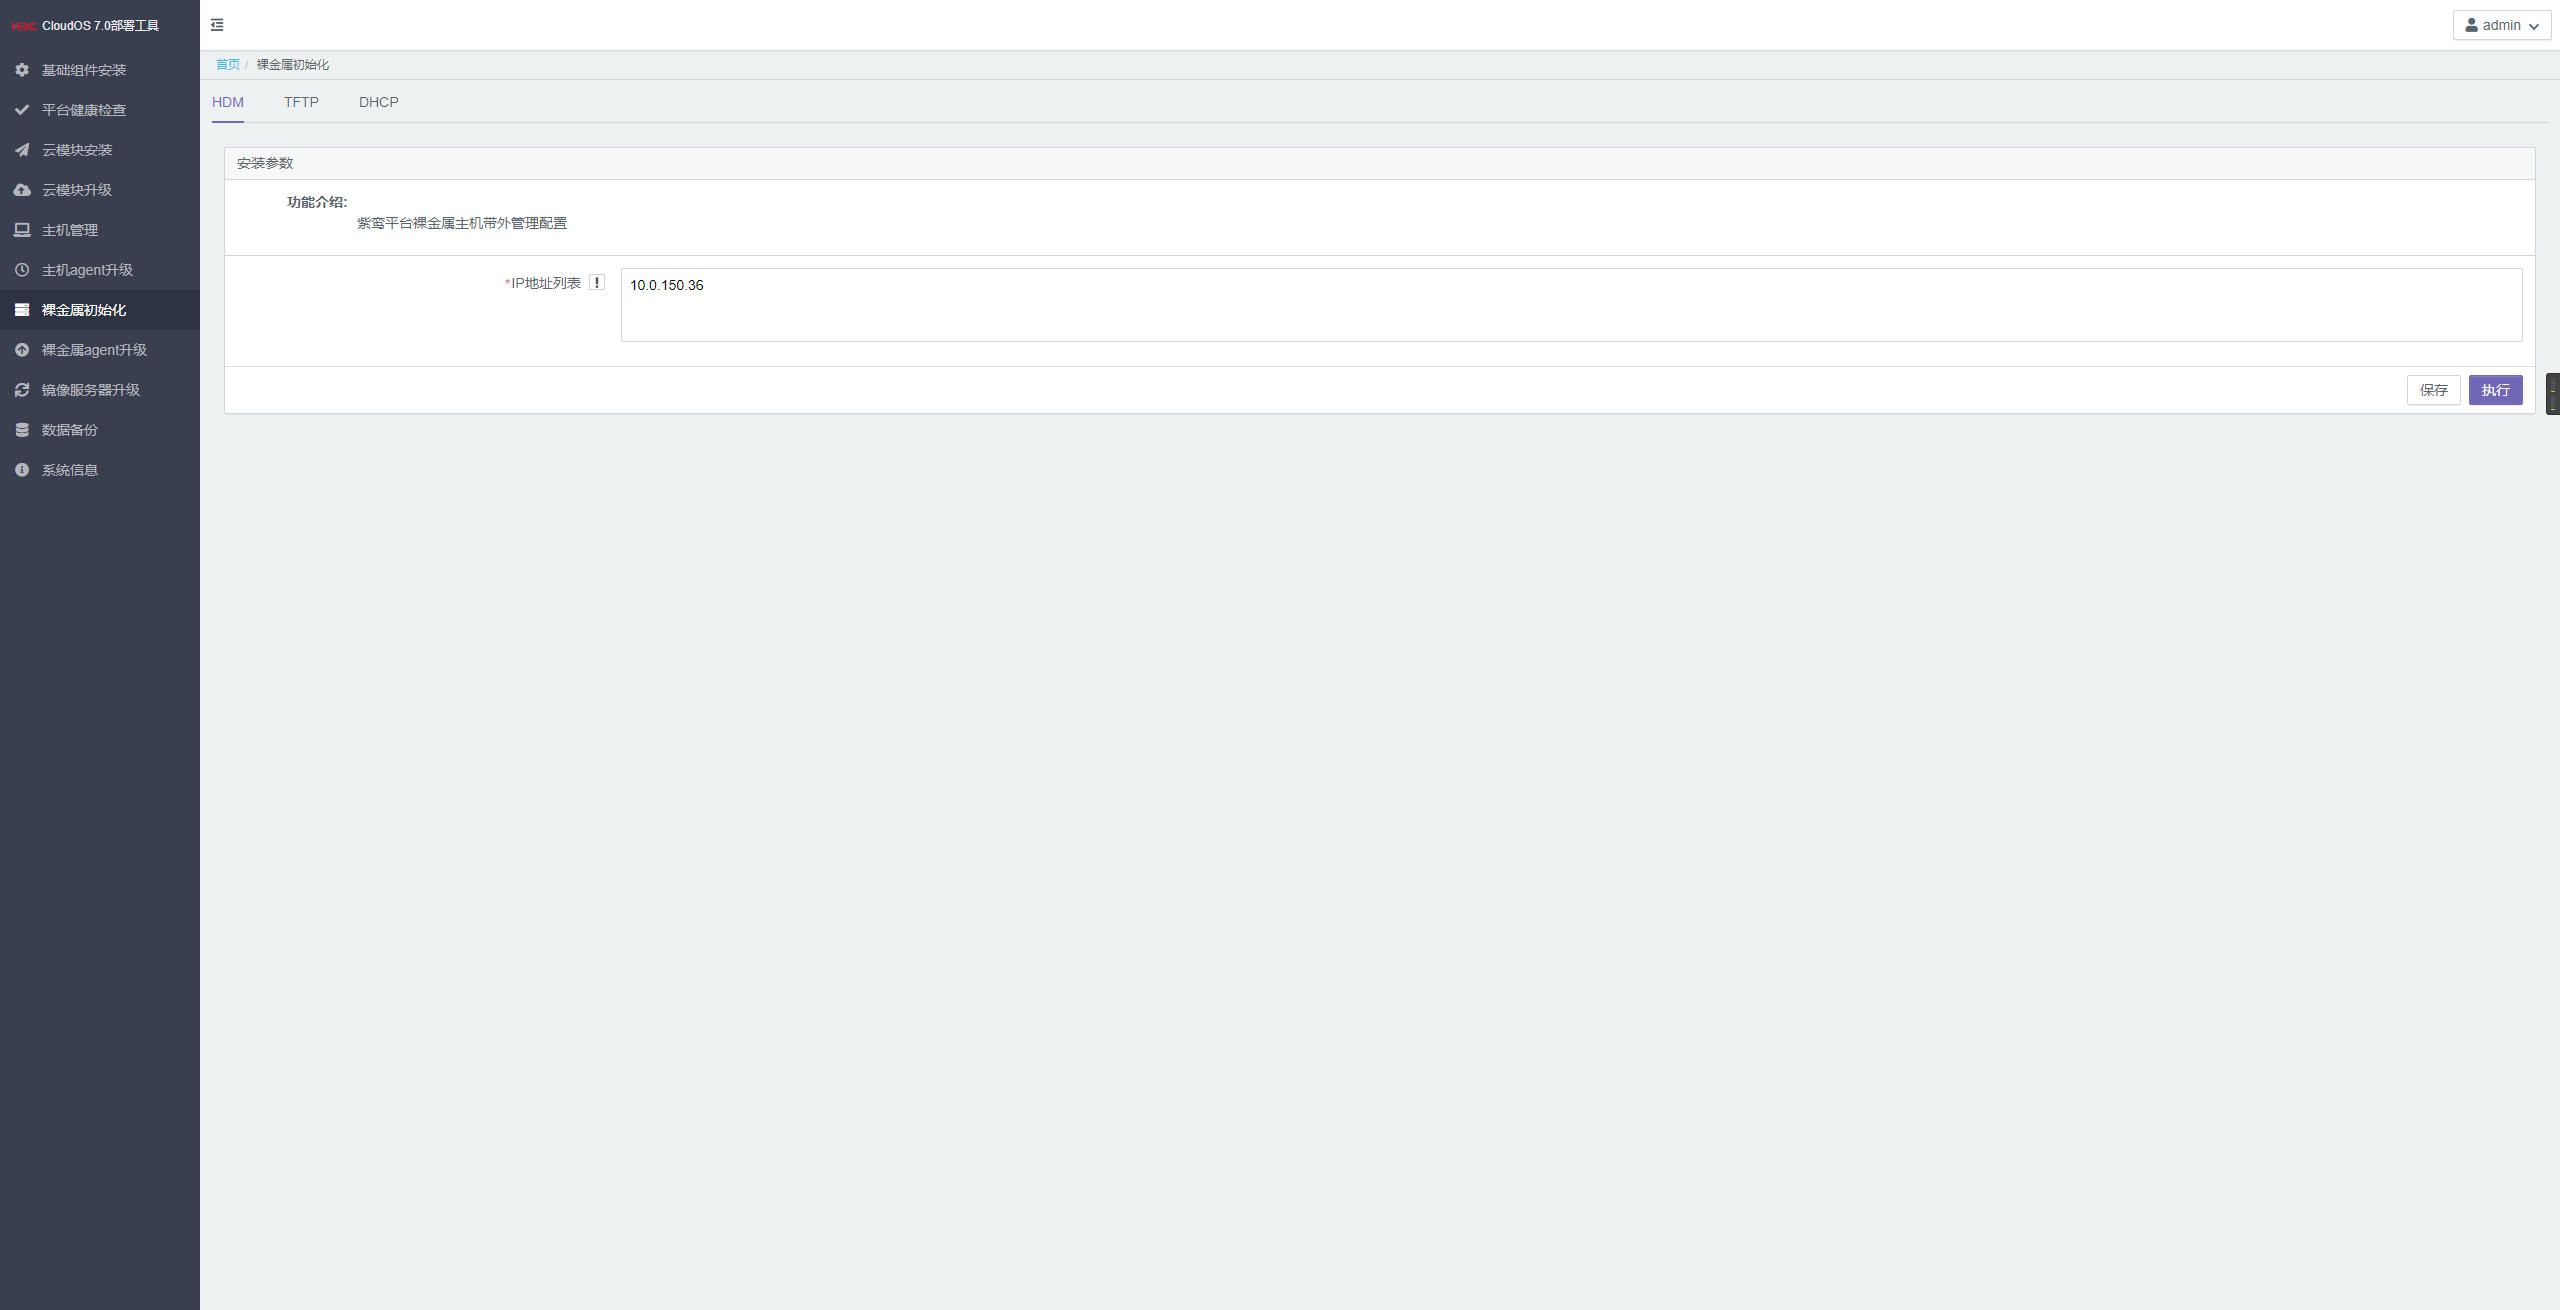 H3C CloudOS 7.0部署工具
admin
基础组件安装
平台健康检查
云模块安装
云模块升级
主机管理
主机agent升级
裸金属初始化
裸金属agent升级
镜像服务器升级
数据备份
系统信息
首页 / 裸金属初始化
HDM TFTP DHCP
安装参数
功能介绍:
紫鸾平台裸金属主机带外管理配置
*IP地址列表 ! 10.0.150.36
保存 执行